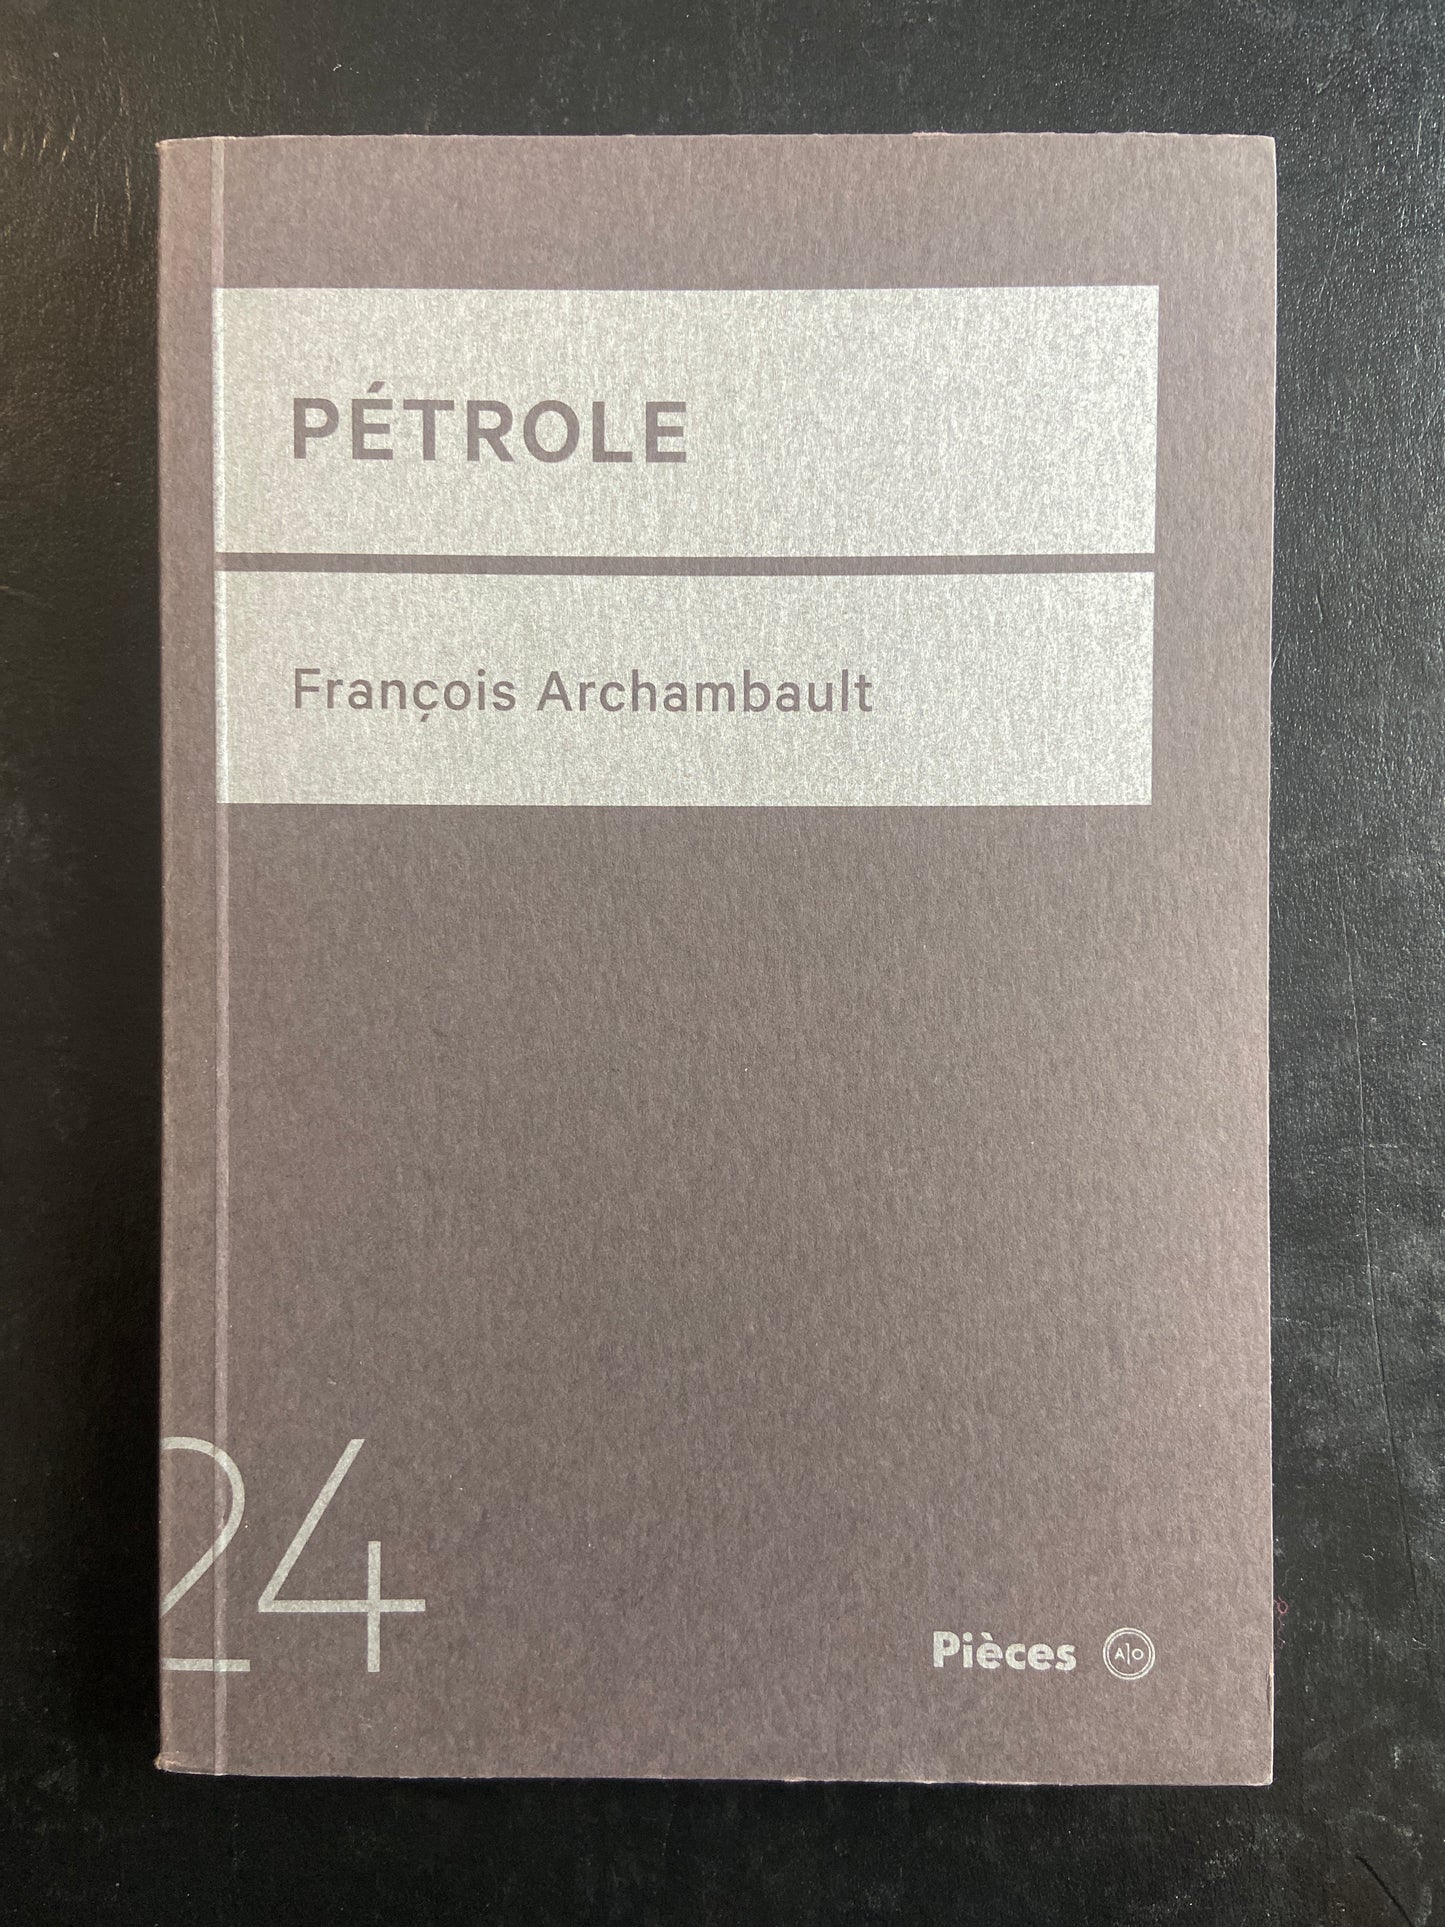 PÉTROLE
François Archambault
24
Pièces A|O